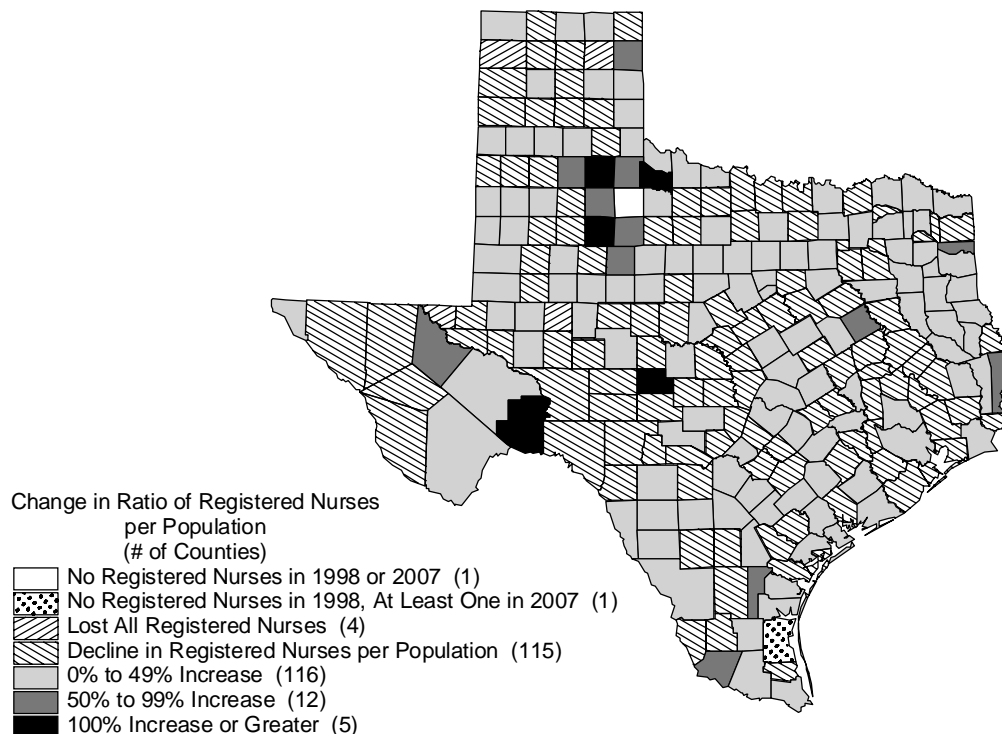 Change in Ratio of Registered Nurses
per Population
(# of Counties)
No Registered Nurses in 1998 or 2007 (1)
No Registered Nurses in 1998, At Least One in 2007 (1)
Lost All Registered Nurses (4)
Decline in Registered Nurses per Population (115)
0% to 49% Increase (116)
50% to 99% Increase (12)
100% Increase or Greater (5)